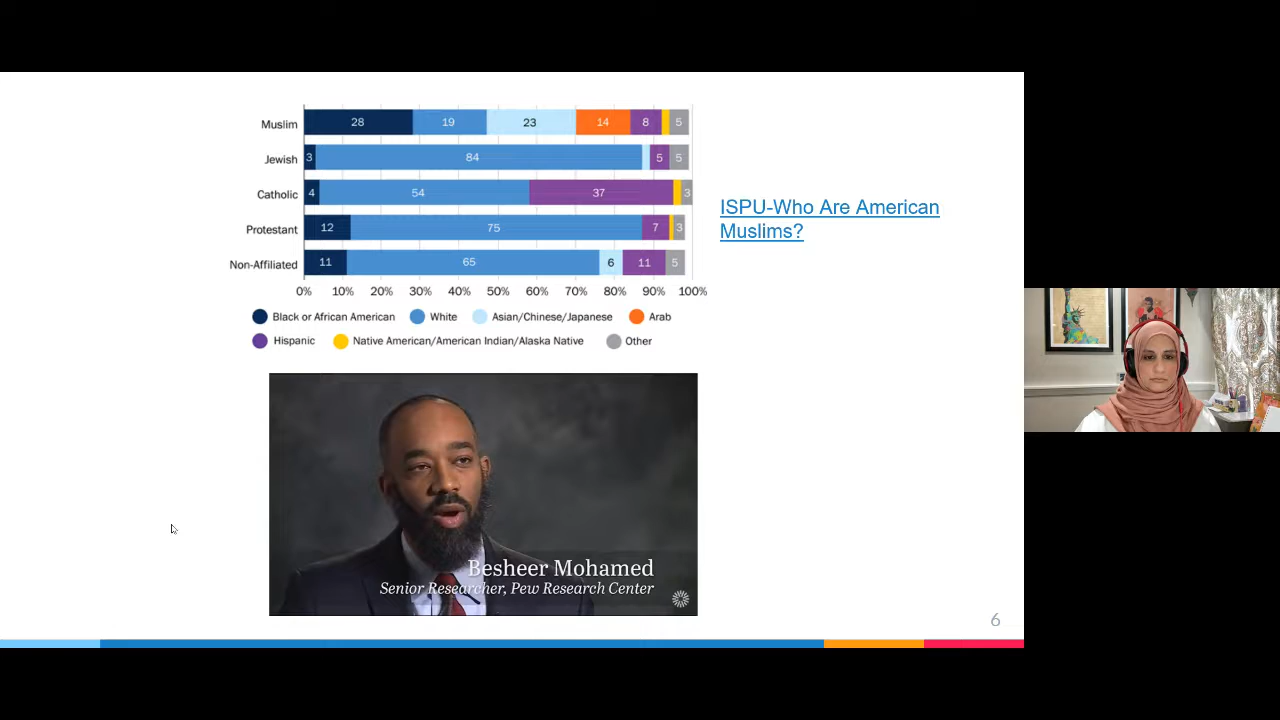 Muslim 28 19 23 14 8 5
Jewish 3 84 5 5
Catholic 4 54 37 3
Protestant 12 75 7 3
Non-Affiliated 11 65 6 11 5
0% 10% 20% 30% 40% 50% 60% 70% 80% 90% 100%
Black or African American White Asian/Chinese/Japanese Arab
Hispanic Native American/American Indian/Alaska Native Other
ISPU-Who Are American
Muslims?
Besheer Mohamed
Senior Researcher, Pew Research Center
6